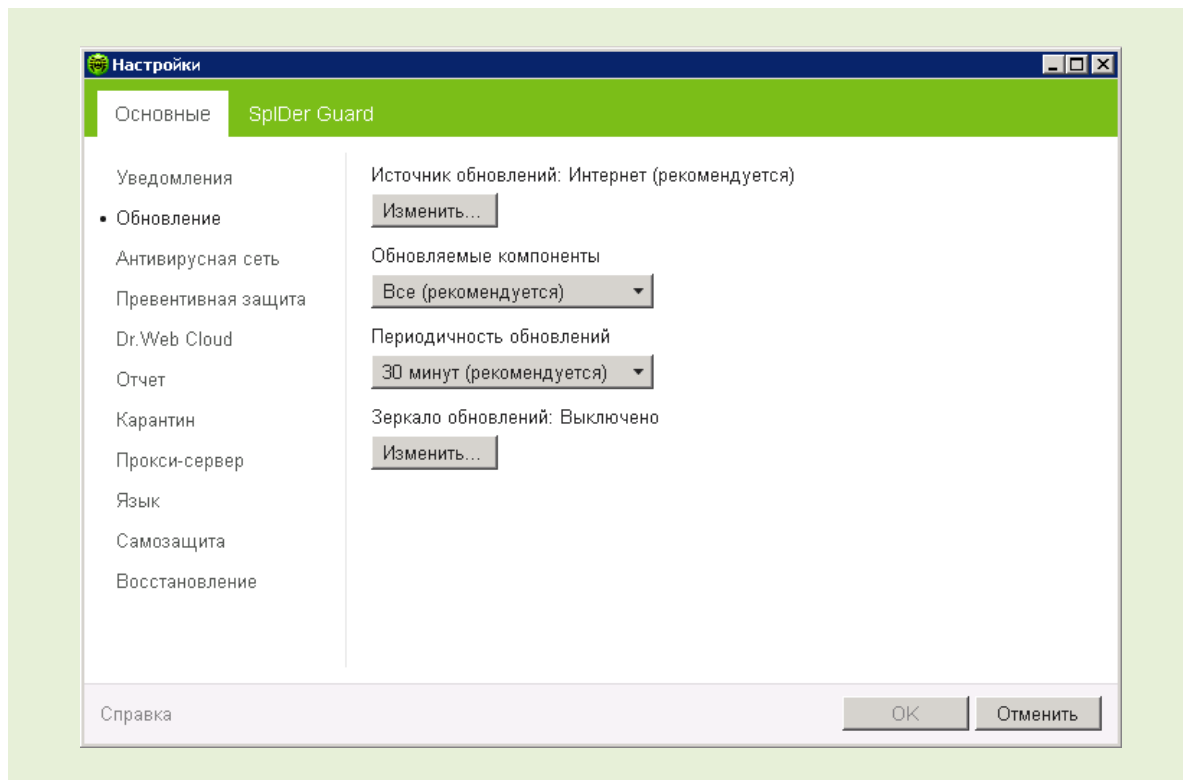 Настройки
Основные SpIDer Guard
Уведомления
Обновление
Антивирусная сеть
Превентивная защита
Dr.Web Cloud
Отчет
Карантин
Прокси-сервер
Язык
Самозащита
Восстановление
Источник обновлений: Интернет (рекомендуется)
Изменить...
Обновляемые компоненты
Все (рекомендуется)
Периодичность обновлений
30 минут (рекомендуется)
Зеркало обновлений: Выключено
Изменить...
Справка
OK Отменить